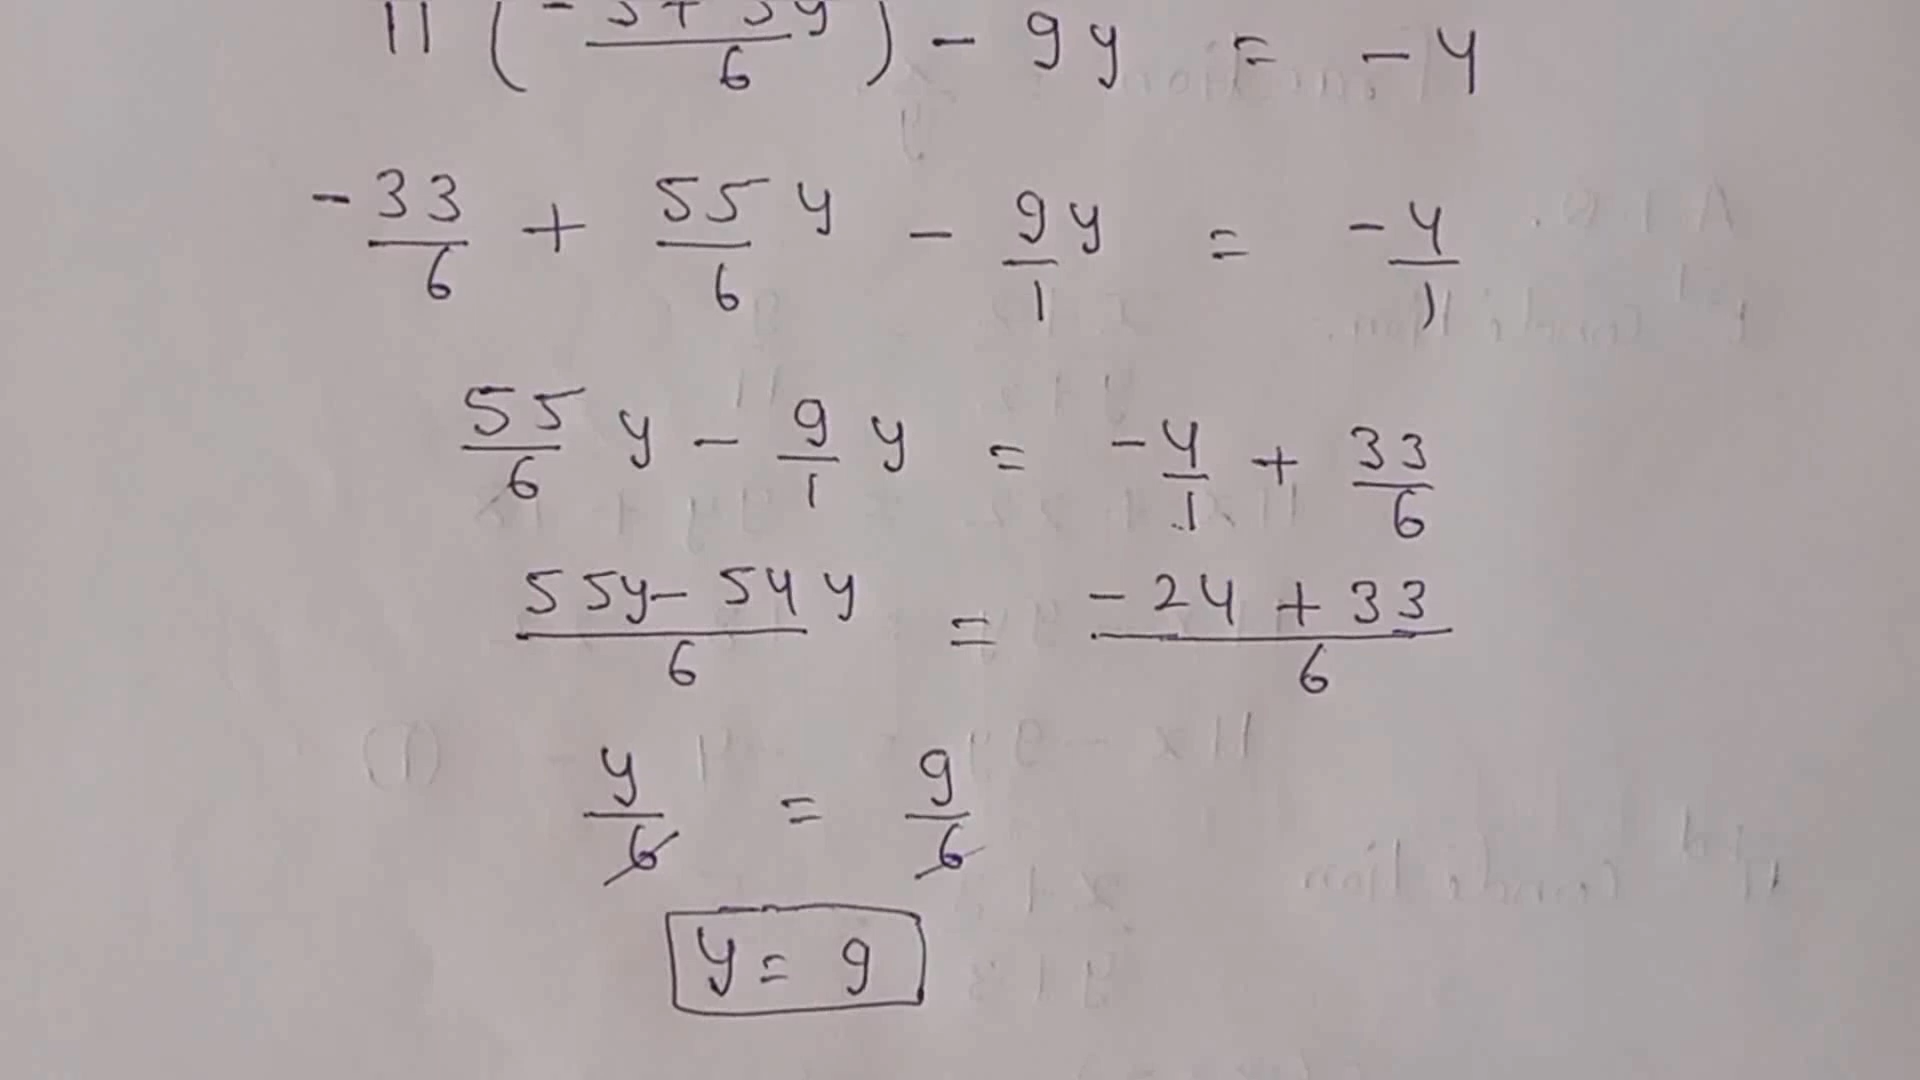 11 ( (-3 + 5y)/6 ) - 9y = -4
-33/6 + 55/6 y - 9/1 y = -4/1
55/6 y - 9/1 y = -4/1 + 33/6
(55y - 54y)/6 = (-24 + 33)/6
y/6 = 9/6
y = 9